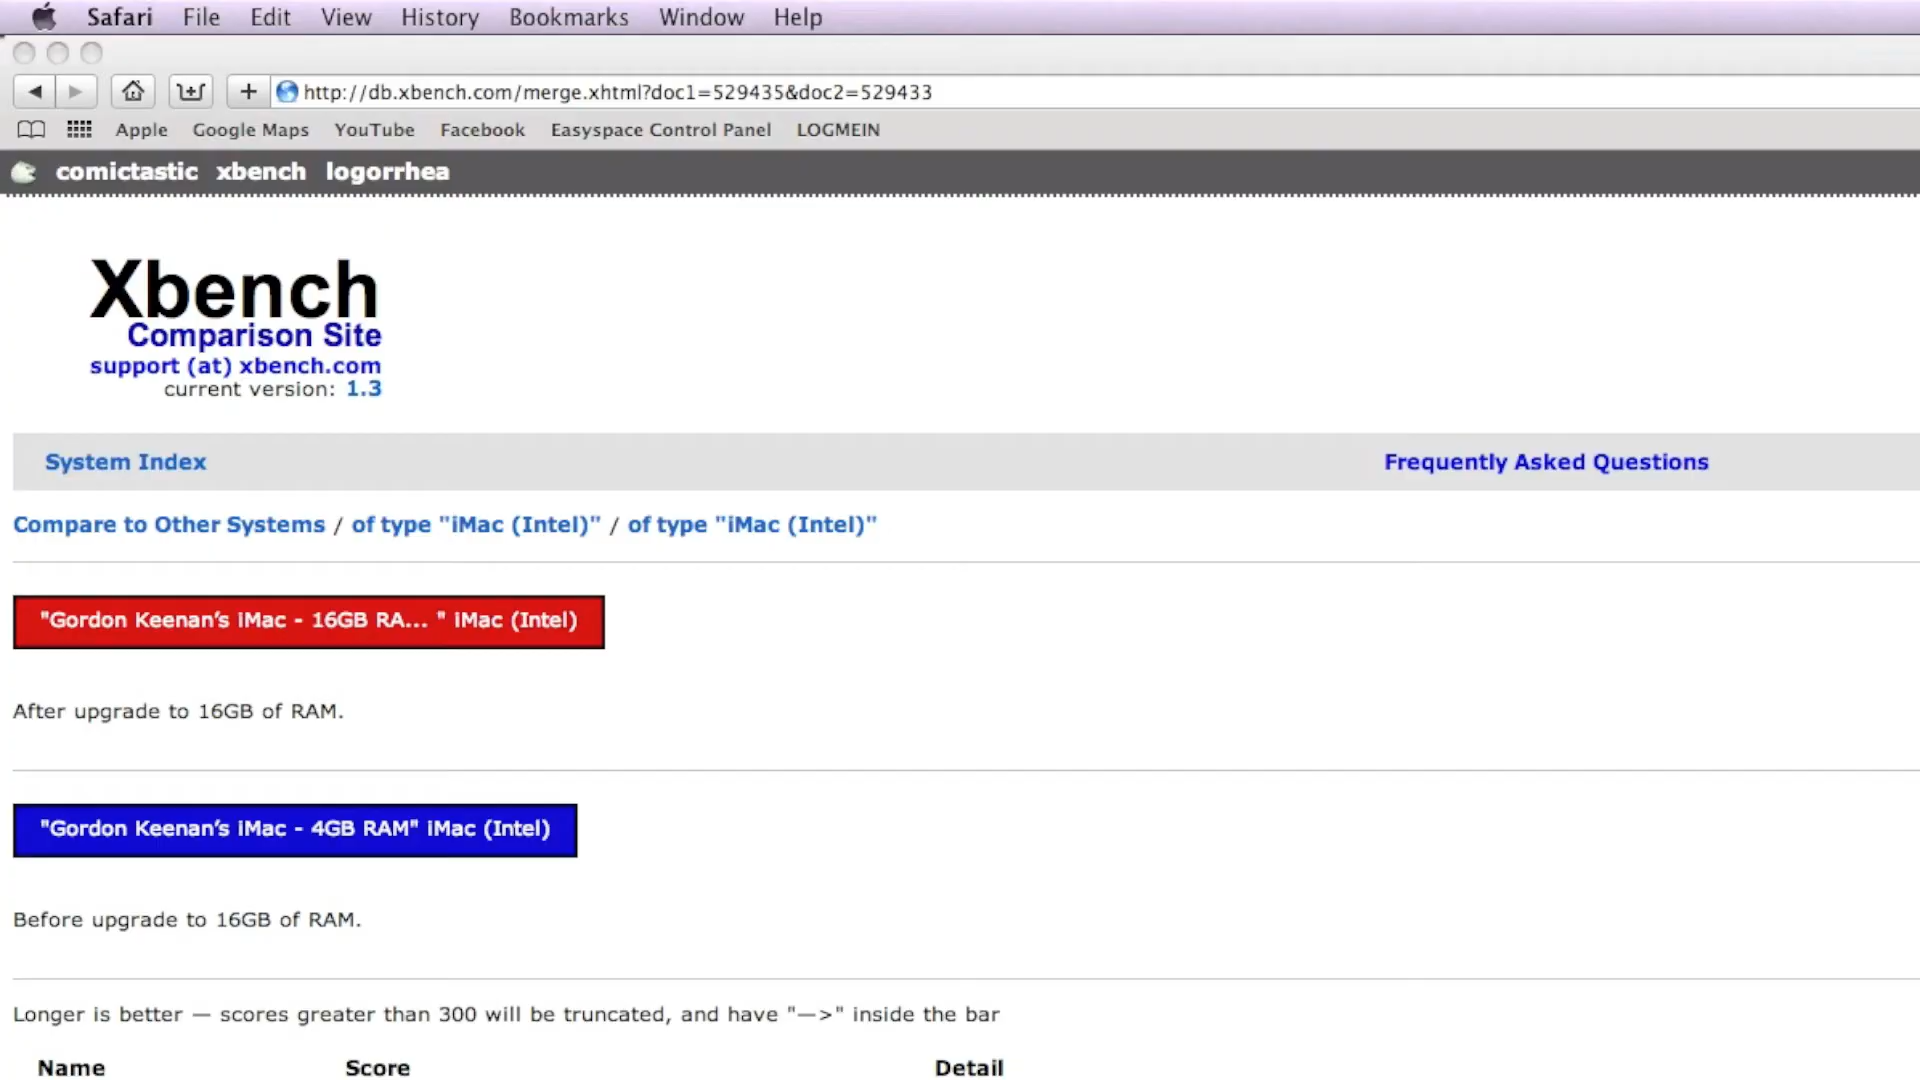 Safari File Edit View History Bookmarks Window Help
http://db.xbench.com/merge.xhtml?doc1=529435&doc2=529433
Apple Google Maps YouTube Facebook Easyspace Control Panel LOGMEIN
comictastic xbench logorrhea
Xbench
Comparison Site
support (at) xbench.com
current version: 1.3
System Index Frequently Asked Questions
Compare to Other Systems / of type "iMac (Intel)" / of type "iMac (Intel)"
"Gordon Keenan’s iMac - 16GB RA... " iMac (Intel)
After upgrade to 16GB of RAM.
"Gordon Keenan’s iMac - 4GB RAM" iMac (Intel)
Before upgrade to 16GB of RAM.
Longer is better — scores greater than 300 will be truncated, and have "—>" inside the bar
Name Score Detail